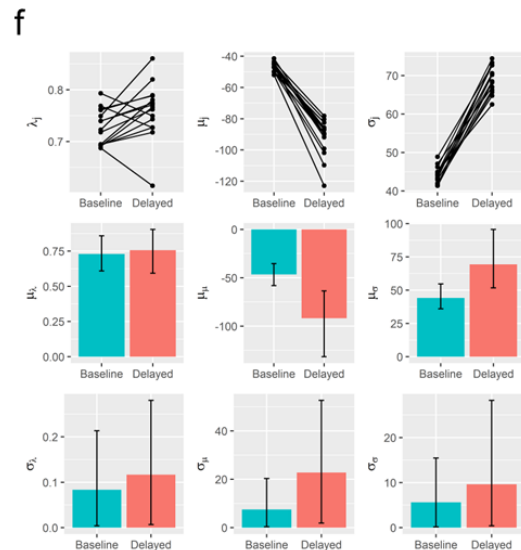 f
λj
0.8
0.7
Baseline Delayed
μj
-40
-60
-80
-100
-120
Baseline Delayed
σj
70
60
50
40
Baseline Delayed
μλ
0.75
0.50
0.25
0.00
Baseline Delayed
μμ
0
-50
-100
Baseline Delayed
μσ
100
75
50
25
0
Baseline Delayed
σλ
0.2
0.1
0.0
Baseline Delayed
σμ
40
20
0
Baseline Delayed
σσ
20
10
0
Baseline Delayed